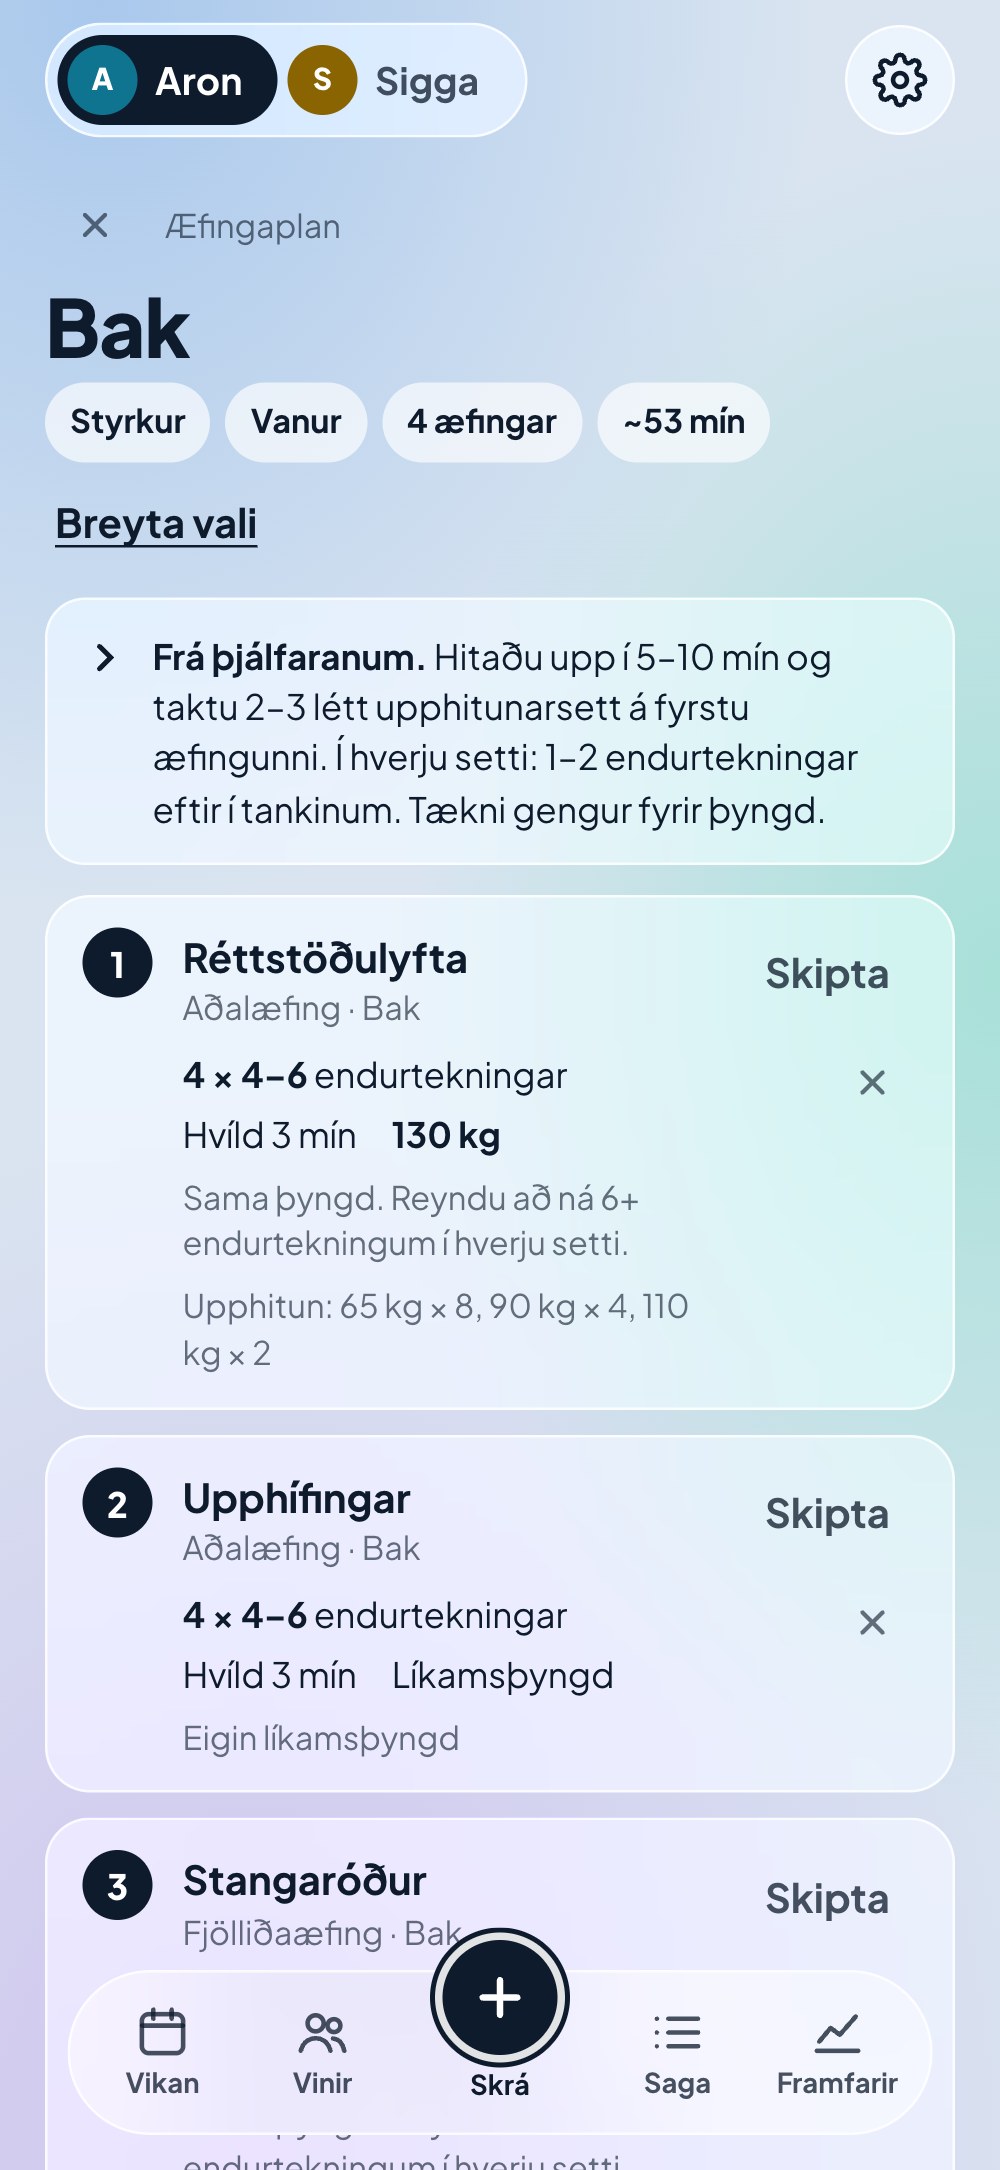 A Aron S Sigga
Æfingaplan
Bak
Styrkur Vanur 4 æfingar ~53 mín
Breyta vali
Frá þjálfaranum. Hitaðu upp í 5–10 mín og
taktu 2–3 létt upphitunarsett á fyrstu
æfingunni. Í hverju setti: 1–2 endurtekningar
eftir í tankinum. Tækni gengur fyrir þyngd.
1 Réttstöðulyfta Skipta
Aðalæfing · Bak
4 × 4–6 endurtekningar
Hvíld 3 mín 130 kg
Sama þyngd. Reyndu að ná 6+
endurtekningum í hverju setti.
Upphitun: 65 kg × 8, 90 kg × 4, 110
kg × 2
2 Upphífingar Skipta
Aðalæfing · Bak
4 × 4–6 endurtekningar
Hvíld 3 mín Líkamsþyngd
Eigin líkamsþyngd
3 Stangaróður Skipta
Fjölliðaæfing · Bak
Vikan Vinir Skrá Saga Framfarir
endurtekningum í hverju setti